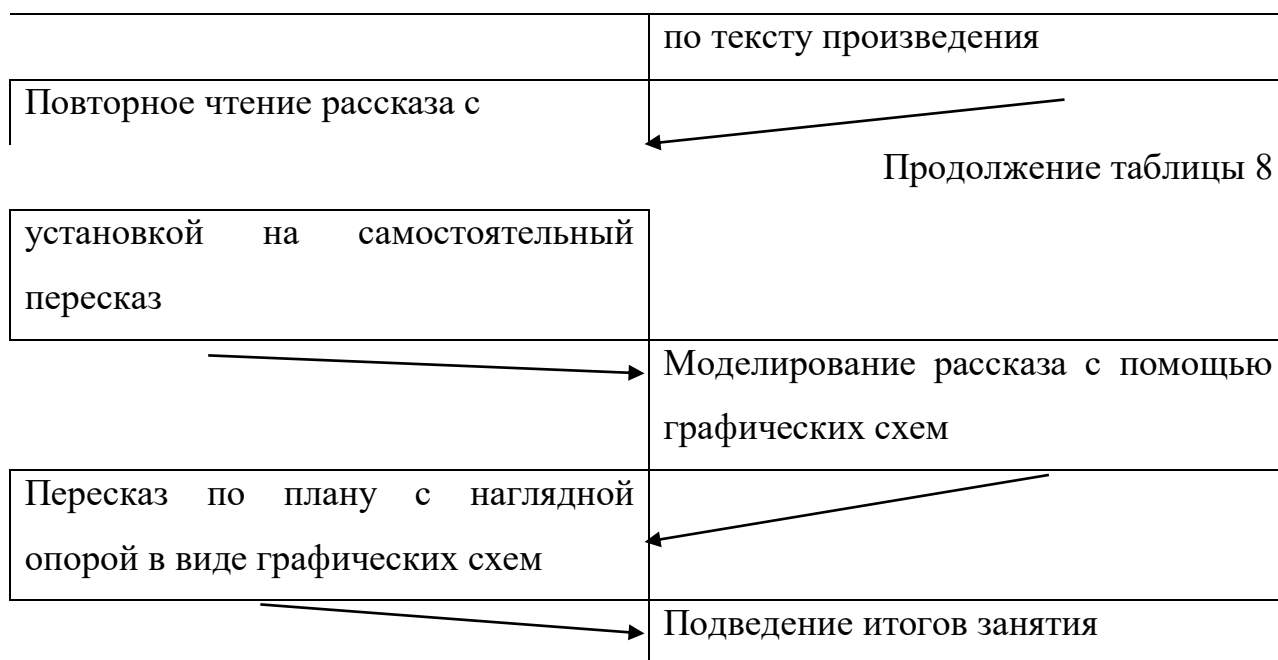 по тексту произведения
Повторное чтение рассказа с
Продолжение таблицы 8
установкой на самостоятельный
пересказ
Моделирование рассказа с помощью
графических схем
Пересказ по плану с наглядной
опорой в виде графических схем
Подведение итогов занятия